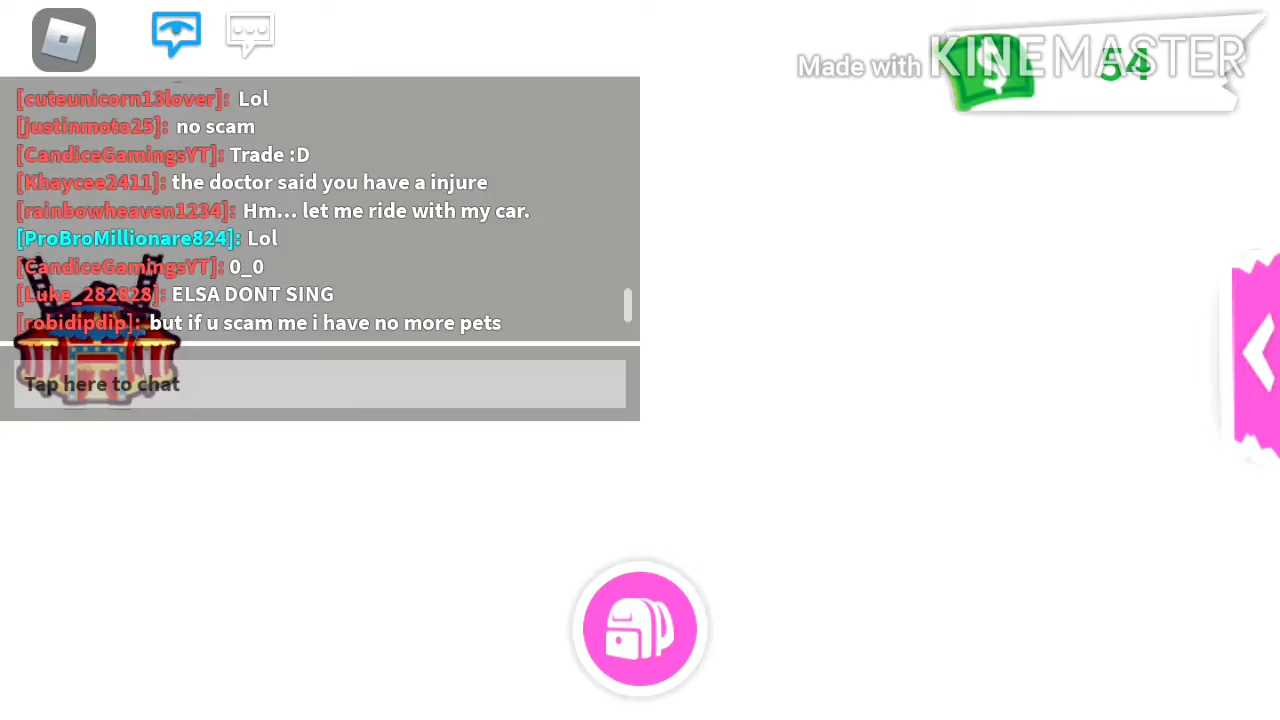 Made with KINEMASTER
54
[cuteunicorn13lover]: Lol
[justinmoto25]: no scam
[CandiceGamingsYT]: Trade :D
[Khaycee2411]: the doctor said you have a injure
[rainbowheaven1234]: Hm... let me ride with my car.
[ProBroMillionare824]: Lol
[CandiceGamingsYT]: 0_0
[Luke_282828]: ELSA DONT SING
[robidipdip]: but if u scam me i have no more pets
Tap here to chat